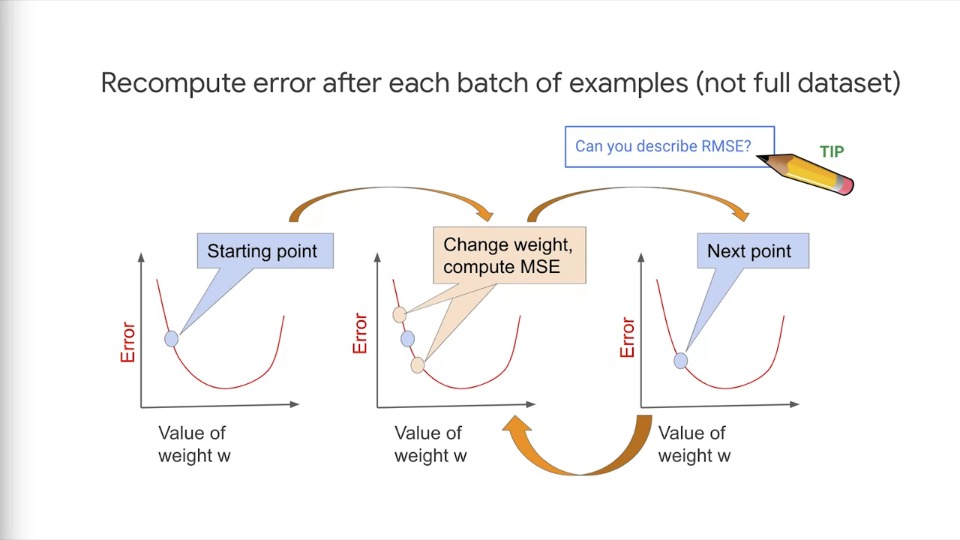 Recompute error after each batch of examples (not full dataset)
Can you describe RMSE?
TIP
Starting point
Error
Value of
weight w
Change weight,
compute MSE
Error
Value of
weight w
Next point
Error
Value of
weight w